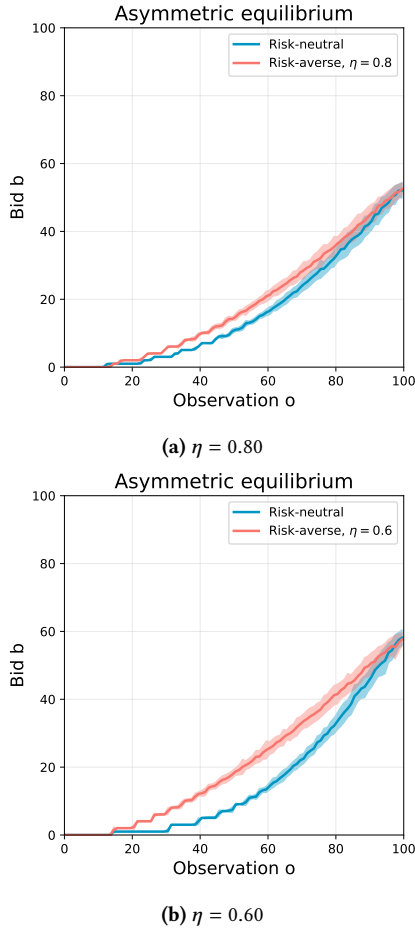 Asymmetric equilibrium
100
80
60
40
20
0
Bid b
Risk-neutral
Risk-averse, η = 0.8
0 20 40 60 80 100
Observation o
(a) η = 0.80
Asymmetric equilibrium
100
80
60
40
20
0
Bid b
Risk-neutral
Risk-averse, η = 0.6
0 20 40 60 80 100
Observation o
(b) η = 0.60